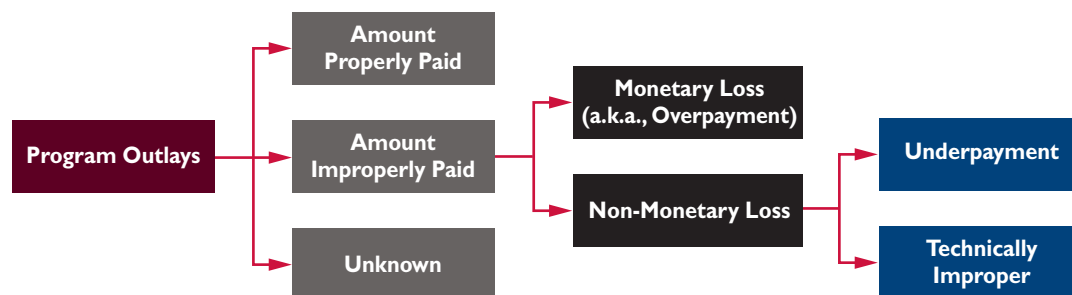 Program Outlays
Amount
Properly Paid
Amount
Improperly Paid
Unknown
Monetary Loss
(a.k.a., Overpayment)
Non-Monetary Loss
Underpayment
Technically
Improper